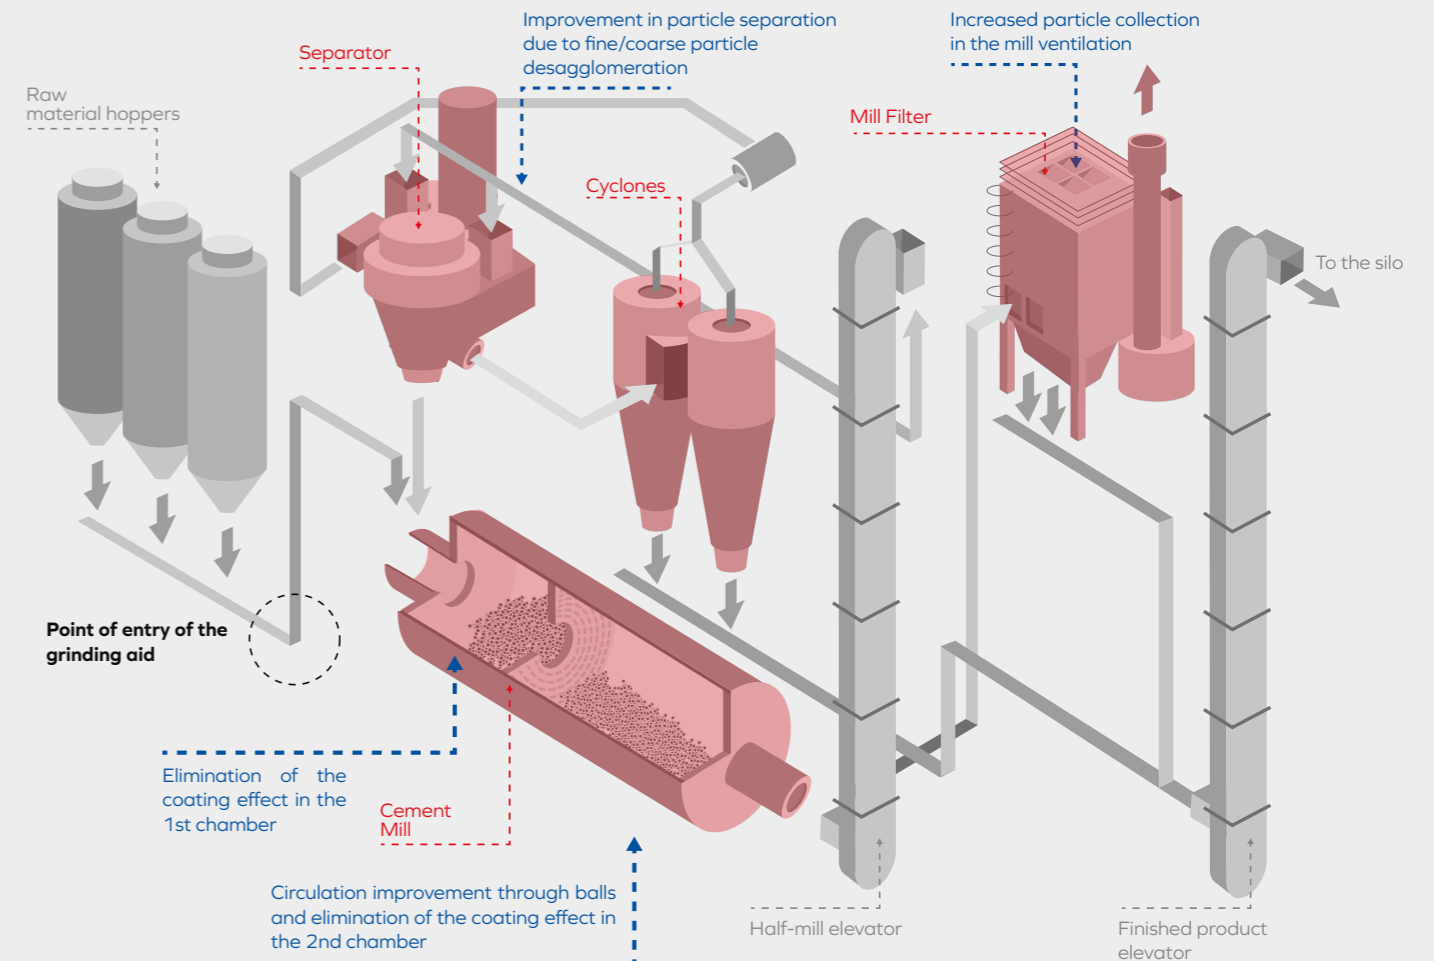 Improvement in particle separation
due to fine/coarse particle
desagglomeration
Increased particle collection
in the mill ventilation
Separator
Raw
material hoppers
Mill Filter
Cyclones
To the silo
Point of entry of the
grinding aid
Elimination of the
coating effect in the
1st chamber
Cement
Mill
Circulation improvement through balls
and elimination of the coating effect in
the 2nd chamber
Half-mill elevator
Finished product
elevator